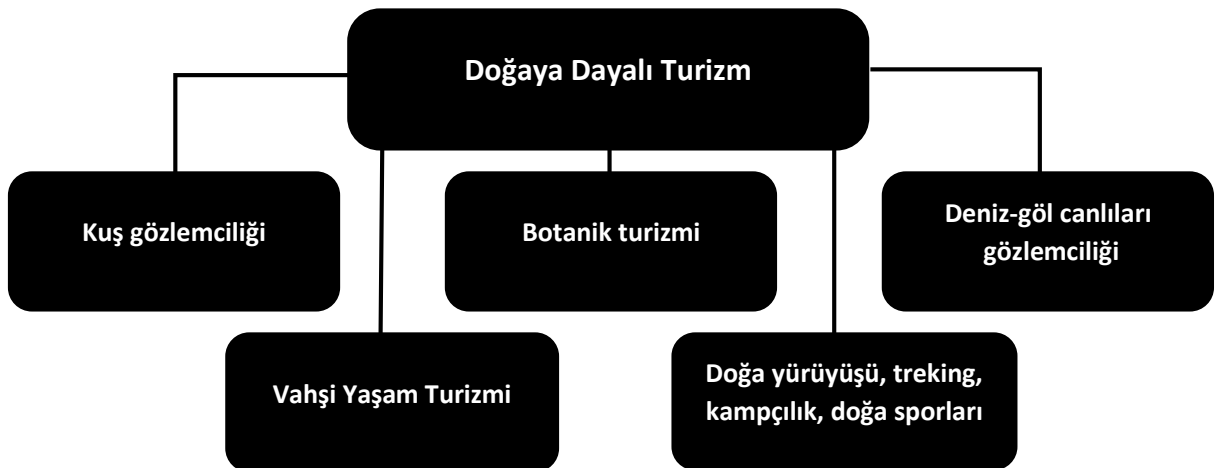 Doğaya Dayalı Turizm
Kuş gözlemciliği
Botanik turizmi
Deniz-göl canlıları
gözlemciliği
Vahşi Yaşam Turizmi
Doğa yürüyüşü, treking,
kampçılık, doğa sporları